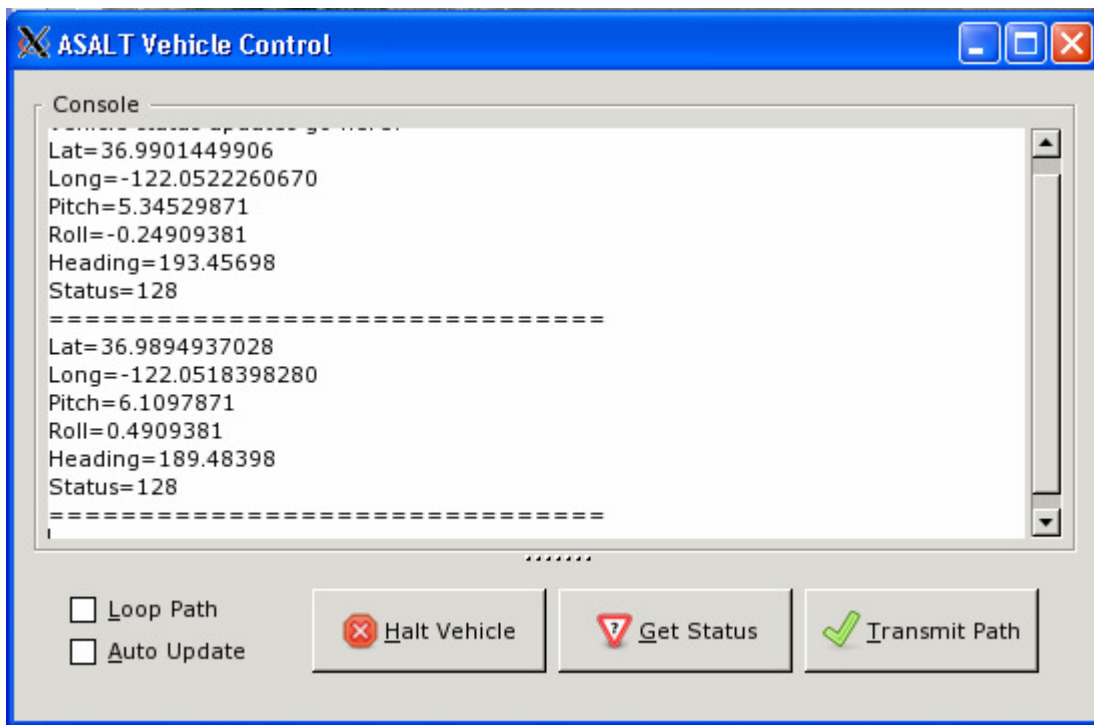 ASALT Vehicle Control
Console
Lat=36.9901449906
Long=-122.0522260670
Pitch=5.34529871
Roll=-0.24909381
Heading=193.45698
Status=128
===============================
Lat=36.9894937028
Long=-122.0518398280
Pitch=6.1097871
Roll=0.4909381
Heading=189.48398
Status=128
===============================
Loop Path
Auto Update
Halt Vehicle
Get Status
Transmit Path